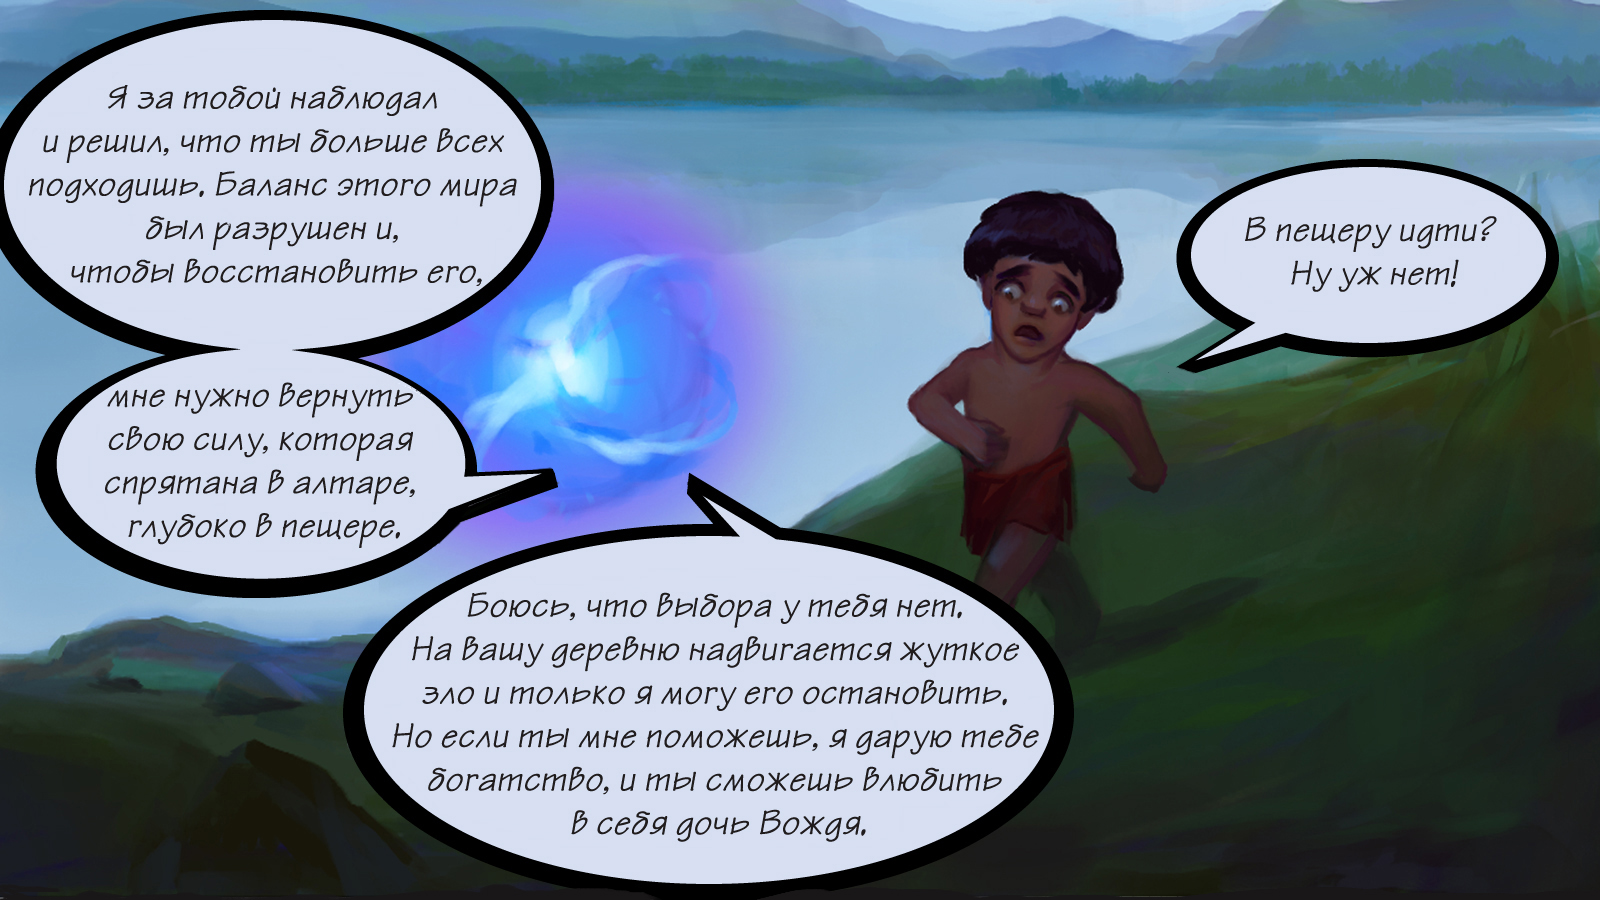 Я за тобой наблюдал
и решил, что ты больше всех
подходишь. Баланс этого мира
был разрушен и,
чтобы восстановить его,
мне нужно вернуть
свою силу, которая
спрятана в алтаре,
глубоко в пещере.
В пещеру идти?
Ну уж нет!
Боюсь, что выбора у тебя нет.
На вашу деревню надвигается жуткое
зло и только я могу его остановить.
Но если ты мне поможешь, я дарую тебе
богатство, и ты сможешь влюбить
в себя дочь Вождя.